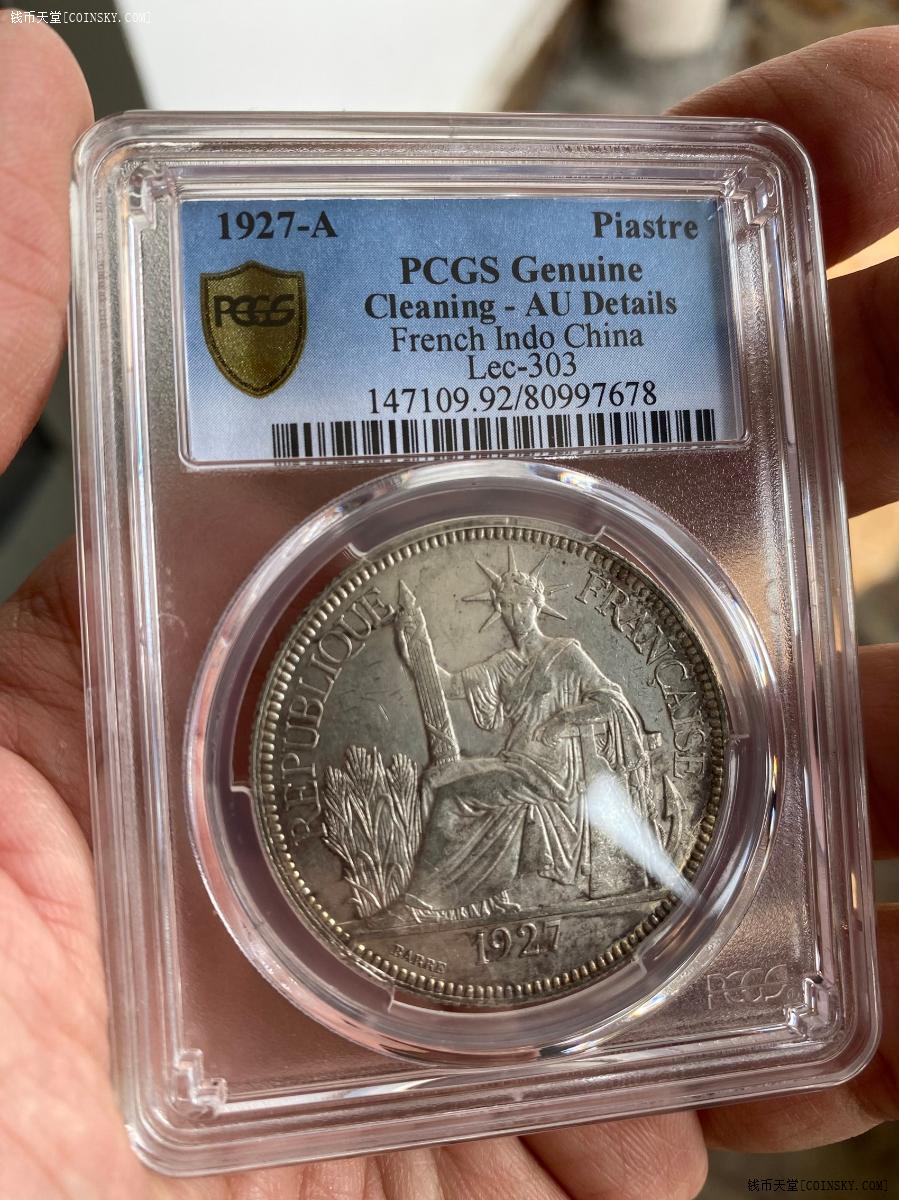 钱币天堂[COINSKY.COM]
1927-A Piastre
PCGS Genuine
Cleaning - AU Details
French Indo China
Lec-303
147109.92/80997678
PCGS
REPUBLIQUE FRANÇAISE
BARRE 1927
PCGS
钱币天堂[COINSKY.COM]